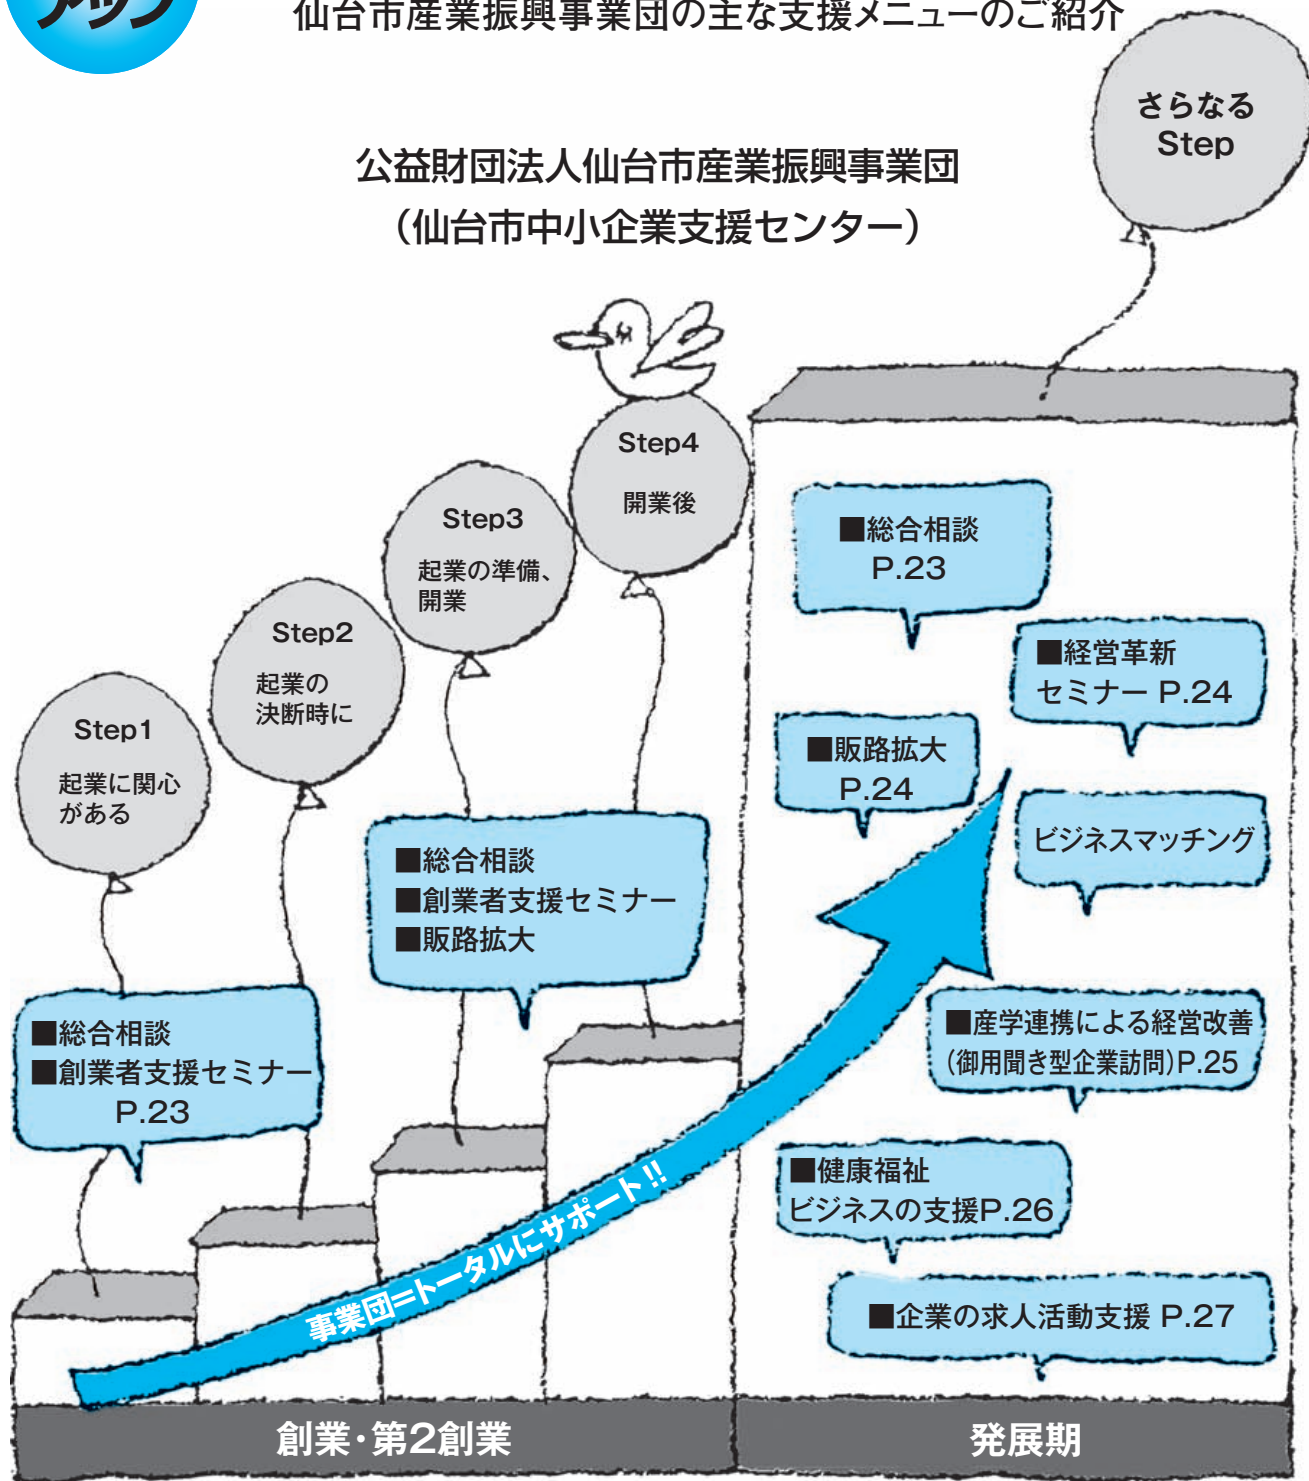 アップ
仙台市産業振興事業団の主な支援メニューのご紹介
公益財団法人仙台市産業振興事業団
（仙台市中小企業支援センター）
さらなる
Step
Step4
開業後
Step3
起業の準備、
開業
Step2
起業の
決断時に
Step1
起業に関心
がある
■総合相談
■創業者支援セミナー
P.23
■総合相談
■創業者支援セミナー
■販路拡大
■総合相談
P.23
■経営革新
セミナー P.24
■販路拡大
P.24
ビジネスマッチング
■産学連携による経営改善
(御用聞き型企業訪問)P.25
■健康福祉
ビジネスの支援P.26
■企業の求人活動支援 P.27
事業団＝トータルにサポート!!
創業・第2創業
発展期